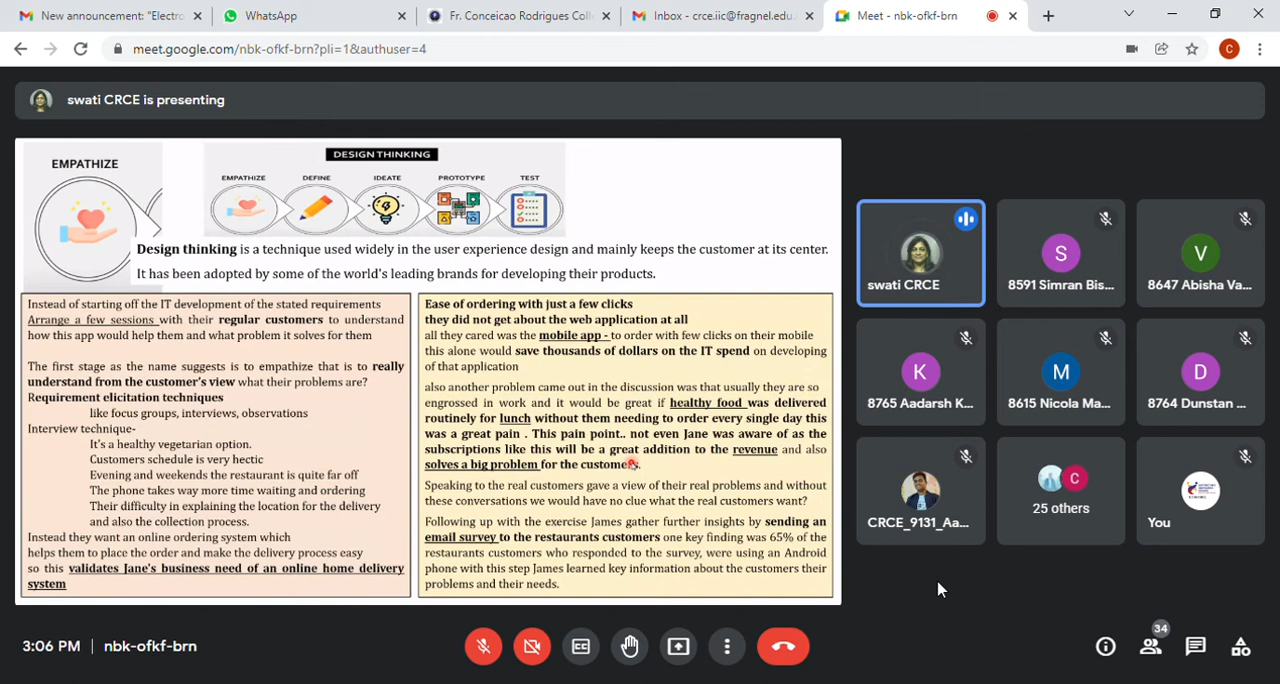 New announcement: "Electro
WhatsApp
Fr. Conceicao Rodrigues Coll
Inbox - crce.iic@fragnel.edu.
Meet - nbk-ofkf-brn
meet.google.com/nbk-ofkf-brn?pli=1&authuser=4
C
swati CRCE is presenting
EMPATHIZE
DESIGN THINKING
EMPATHIZE DEFINE IDEATE PROTOTYPE TEST
Design thinking is a technique used widely in the user experience design and mainly keeps the customer at its center.
It has been adopted by some of the world's leading brands for developing their products.
Instead of starting off the IT development of the stated requirements
Arrange a few sessions with their regular customers to understand
how this app would help them and what problem it solves for them
The first stage as the name suggests is to empathize that is to really
understand from the customer's view what their problems are?
Requirement elicitation techniques
like focus groups, interviews, observations
Interview technique-
It's a healthy vegetarian option.
Customers schedule is very hectic
Evening and weekends the restaurant is quite far off
The phone takes way more time waiting and ordering
Their difficulty in explaining the location for the delivery
and also the collection process.
Instead they want an online ordering system which
helps them to place the order and make the delivery process easy
so this validates Jane's business need of an online home delivery
system
Ease of ordering with just a few clicks
they did not get about the web application at all
all they cared was the mobile app - to order with few clicks on their mobile
this alone would save thousands of dollars on the IT spend on developing
of that application
also another problem came out in the discussion was that usually they are so
engrossed in work and it would be great if healthy food was delivered
routinely for lunch without them needing to order every single day this
was a great pain . This pain point.. not even Jane was aware of as the
subscriptions like this will be a great addition to the revenue and also
solves a big problem for the customers.
Speaking to the real customers gave a view of their real problems and without
these conversations we would have no clue what the real customers want?
Following up with the exercise James gather further insights by sending an
email survey to the restaurants customers one key finding was 65% of the
restaurants customers who responded to the survey, were using an Android
phone with this step James learned key information about the customers their
problems and their needs.
swati CRCE
S
8591 Simran Bis...
V
8647 Abisha Va...
K
8765 Aadarsh K...
M
8615 Nicola Ma...
D
8764 Dunstan ...
CRCE_9131_Aa...
C
25 others
You
3:06 PM | nbk-ofkf-brn
34